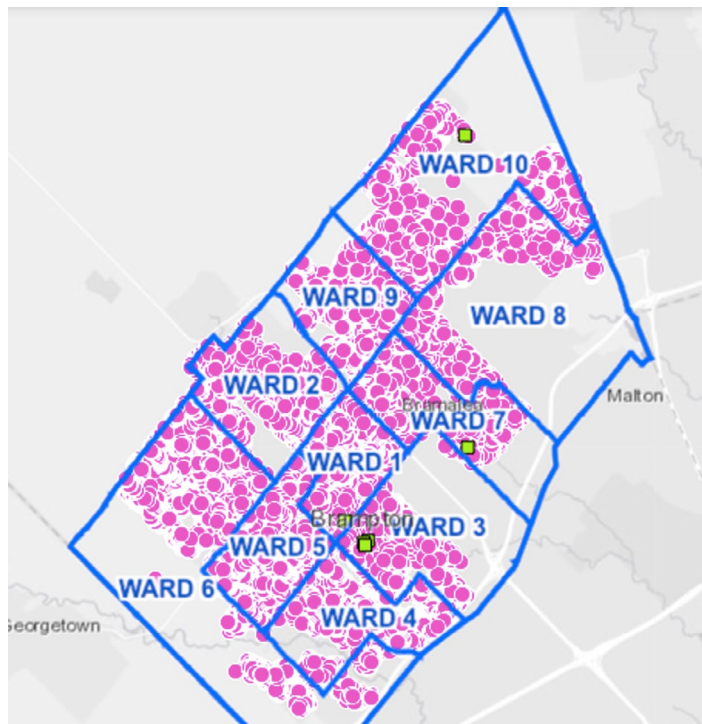 WARD 10
WARD 9
WARD 8
WARD 2
Malton
Bramalea
WARD 7
WARD 1
Brampton
WARD 3
WARD 5
WARD 6
WARD 4
Georgetown